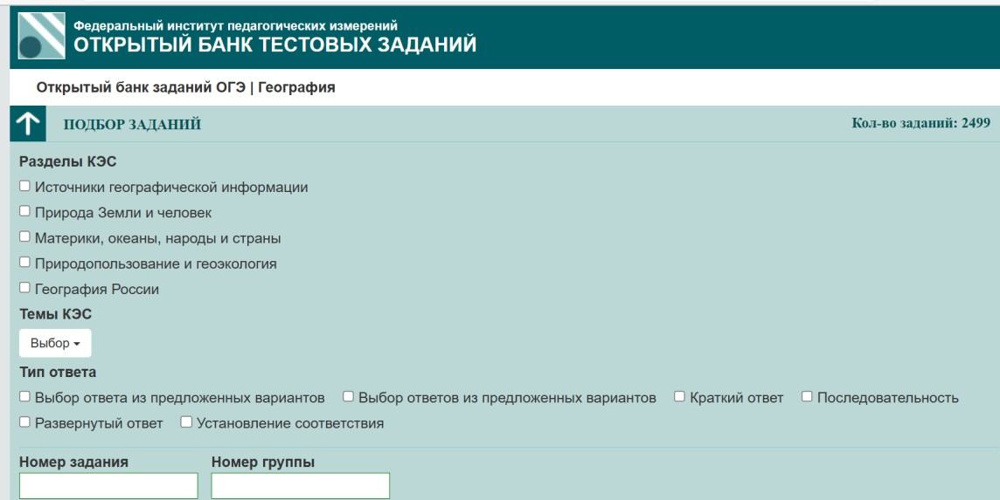 Федеральный институт педагогических измерений
ОТКРЫТЫЙ БАНК ТЕСТОВЫХ ЗАДАНИЙ
Открытый банк заданий ОГЭ | География
ПОДБОР ЗАДАНИЙ Кол-во заданий: 2499
Разделы КЭС
Источники географической информации
Природа Земли и человек
Материки, океаны, народы и страны
Природопользование и геоэкология
География России
Темы КЭС
Выбор
Тип ответа
Выбор ответа из предложенных вариантов Выбор ответов из предложенных вариантов Краткий ответ Последовательность
Развернутый ответ Установление соответствия
Номер задания Номер группы